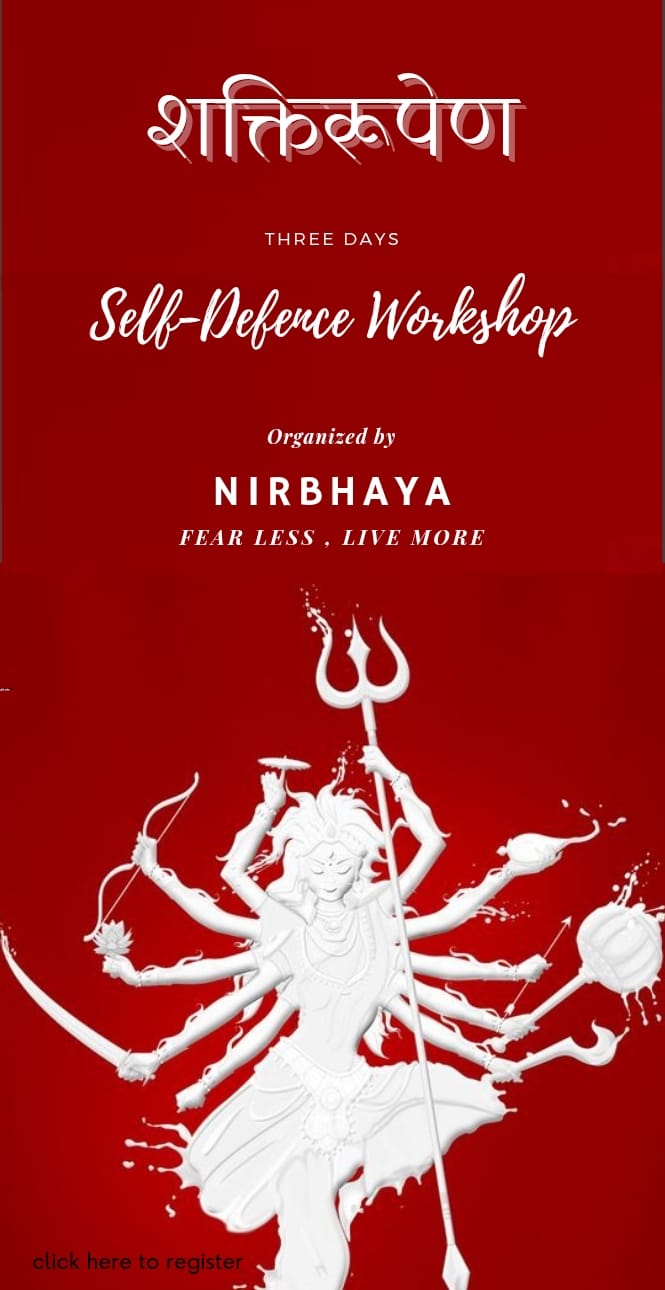 शक्तिरूपेण
THREE DAYS
Self-Defence Workshop
Organized by
NIRBHAYA
FEAR LESS , LIVE MORE
click here to register